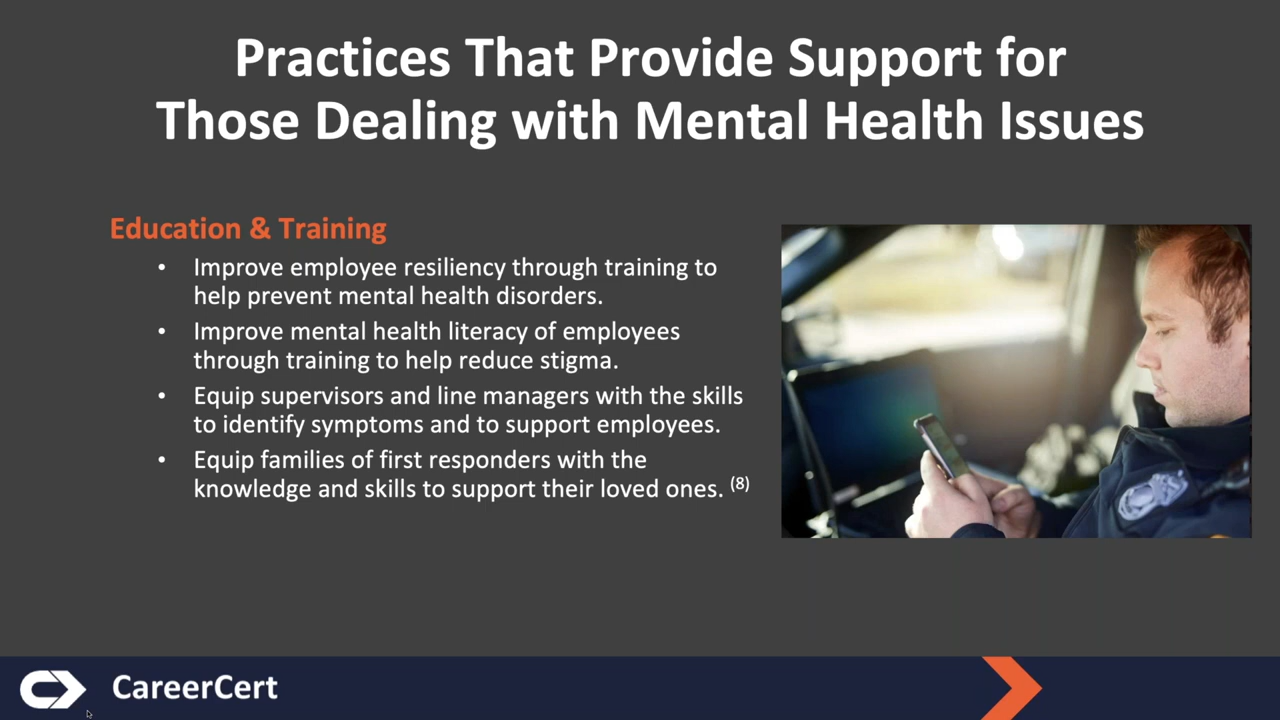 Practices That Provide Support for
Those Dealing with Mental Health Issues
Education & Training
• Improve employee resiliency through training to
help prevent mental health disorders.
• Improve mental health literacy of employees
through training to help reduce stigma.
• Equip supervisors and line managers with the skills
to identify symptoms and to support employees.
• Equip families of first responders with the
knowledge and skills to support their loved ones. (8)
CareerCert